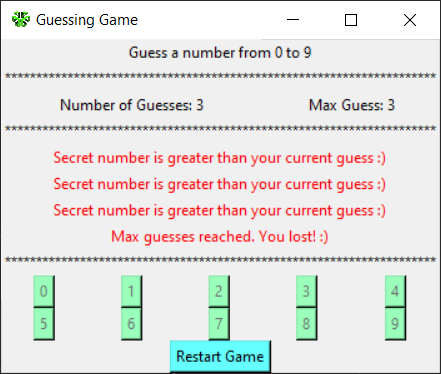 Guessing Game
Guess a number from 0 to 9
**********************************************************************
Number of Guesses: 3 Max Guess: 3
**********************************************************************
Secret number is greater than your current guess :)
Secret number is greater than your current guess :)
Secret number is greater than your current guess :)
Max guesses reached. You lost! :)
**********************************************************************
0 1 2 3 4
5 6 7 8 9
Restart Game